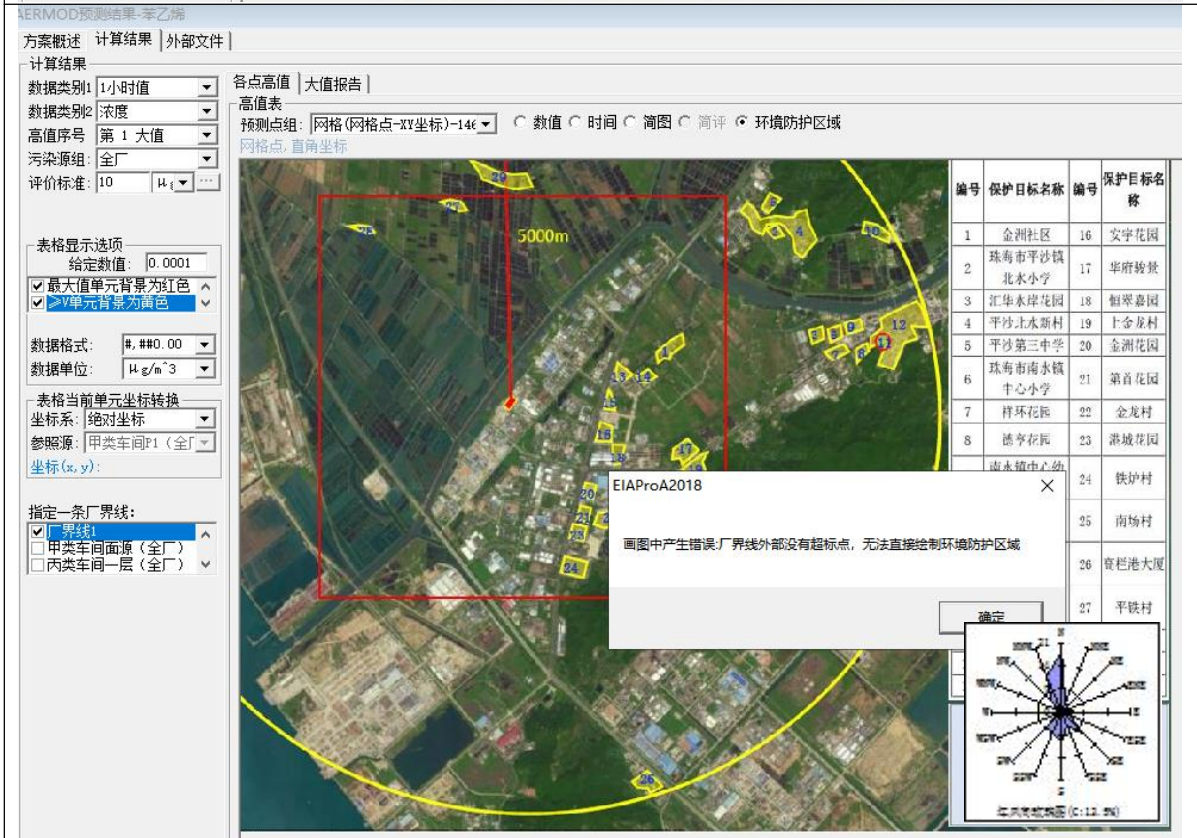 AERMOD预测结果-苯乙烯
方案概述 计算结果 外部文件
计算结果
数据类别1 1小时值
数据类别2 浓度
高值序号 第 1 大值
污染源组: 全厂
评价标准: 10
表格显示选项
给定数值: 0.0001
最大值单元背景为红色
≥V单元背景为黄色
数据格式: #,##0.00
数据单位: μg/m^3
表格当前单元坐标转换
坐标系: 绝对坐标
参照源: 甲类车间P1（全厂
坐标(x,y):
指定一条厂界线:
厂界线1
甲类车间面源（全厂）
丙类车间一层（全厂）
各点高值 大值报告
高值表
预测点组: 网格(网格点-XY坐标)-146 数值 时间 简图 简评 环境防护区域
网格点,直角坐标
5000m
编号 保护目标名称 编号 保护目标名称
1 金洲社区 16 安宇花园
2 珠海市平沙镇北水小学 17 华府骏景
3 汇华水岸花园 18 恒翠嘉园
4 平沙上水新村 19 上金龙村
5 平沙第三中学 20 金洲花园
6 珠海市南水镇中心小学 21 第首花园
7 祥环花园 22 金龙村
8 德亨花园 23 港城花园
南水镇中心幼 24 铁炉村
25 南场村
26 高栏港大厦
27 平铁村
EIAProA2018
画图中产生错误:厂界线外部没有超标点，无法直接绘制环境防护区域
确定